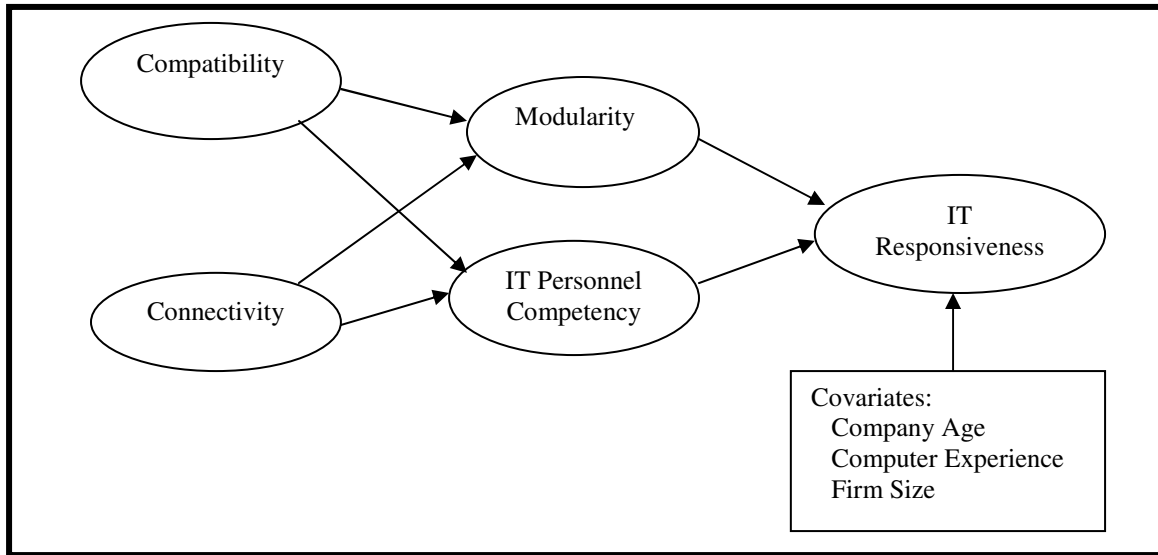 Compatibility
Modularity
IT
Responsiveness
IT Personnel
Competency
Connectivity
Covariates:
Company Age
Computer Experience
Firm Size